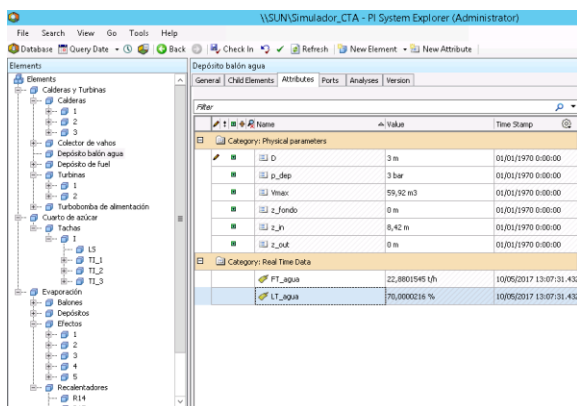 \\SUN\Simulador_CTA - PI System Explorer (Administrator)
File Search View Go Tools Help
Database Query Date Back Check In Refresh New Element New Attribute
Elements
Elements
Calderas y Turbinas
Calderas
1
2
3
Colector de vahos
Depósito balón agua
Depósito de fuel
Turbinas
1
2
Turbobomba de alimentación
Cuarto de azúcar
Tachas
I
LS
TI_1
TI_2
TI_3
Evaporación
Balones
Depósitos
Efectos
1
2
3
4
5
Recalentadores
R14
Depósito balón agua
General Child Elements Attributes Ports Analyses Version
Filter
Name Value Time Stamp
Category: Physical parameters
D 3 m 01/01/1970 0:00:00
p_dep 3 bar 01/01/1970 0:00:00
Vmax 59,92 m3 01/01/1970 0:00:00
z_fondo 0 m 01/01/1970 0:00:00
z_in 8,42 m 01/01/1970 0:00:00
z_out 0 m 01/01/1970 0:00:00
Category: Real Time Data
FT_agua 22,8801545 t/h 10/05/2017 13:07:31.432
LT_agua 70,0000216 % 10/05/2017 13:07:31.432